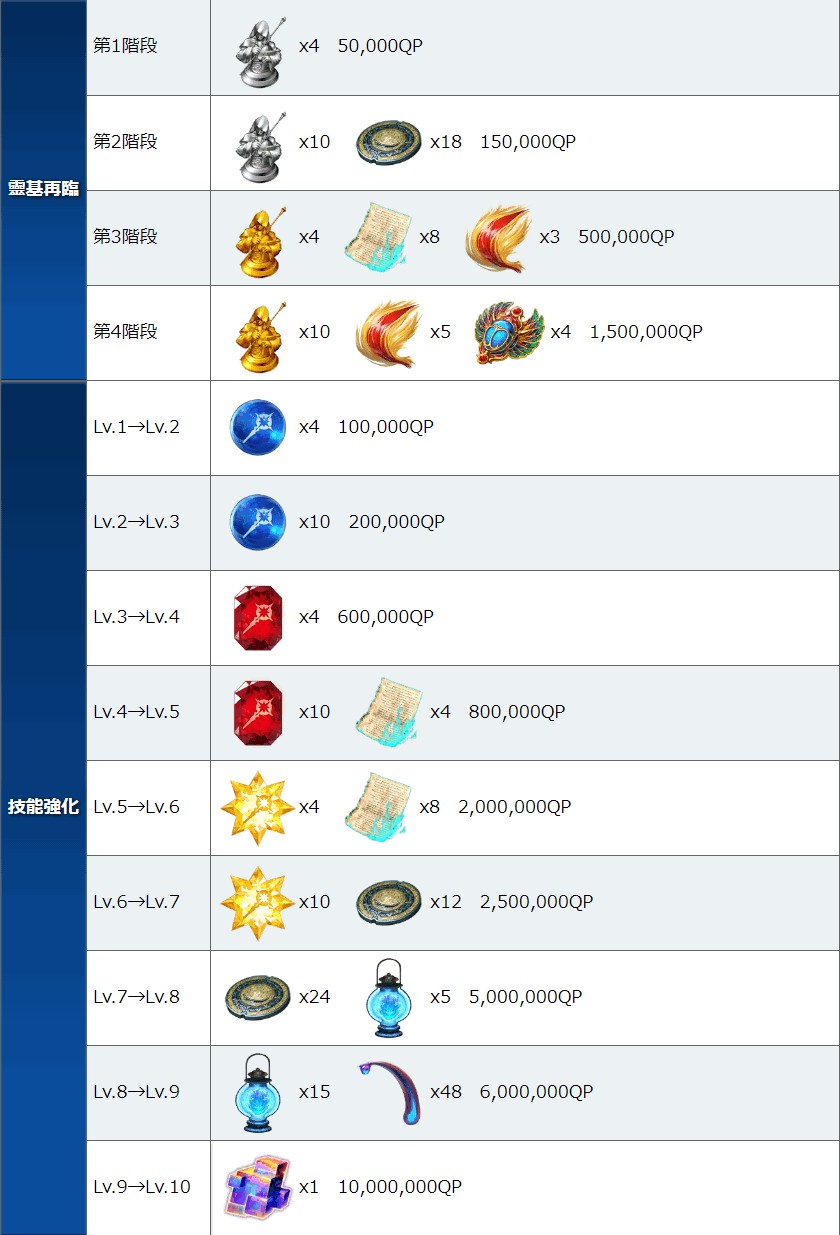 靈基再臨
第1階段 x4 50,000QP
第2階段 x10 x18 150,000QP
第3階段 x4 x8 x3 500,000QP
第4階段 x10 x5 x4 1,500,000QP
技能強化
Lv.1→Lv.2 x4 100,000QP
Lv.2→Lv.3 x10 200,000QP
Lv.3→Lv.4 x4 600,000QP
Lv.4→Lv.5 x10 x4 800,000QP
Lv.5→Lv.6 x4 x8 2,000,000QP
Lv.6→Lv.7 x10 x12 2,500,000QP
Lv.7→Lv.8 x24 x5 5,000,000QP
Lv.8→Lv.9 x15 x48 6,000,000QP
Lv.9→Lv.10 x1 10,000,000QP